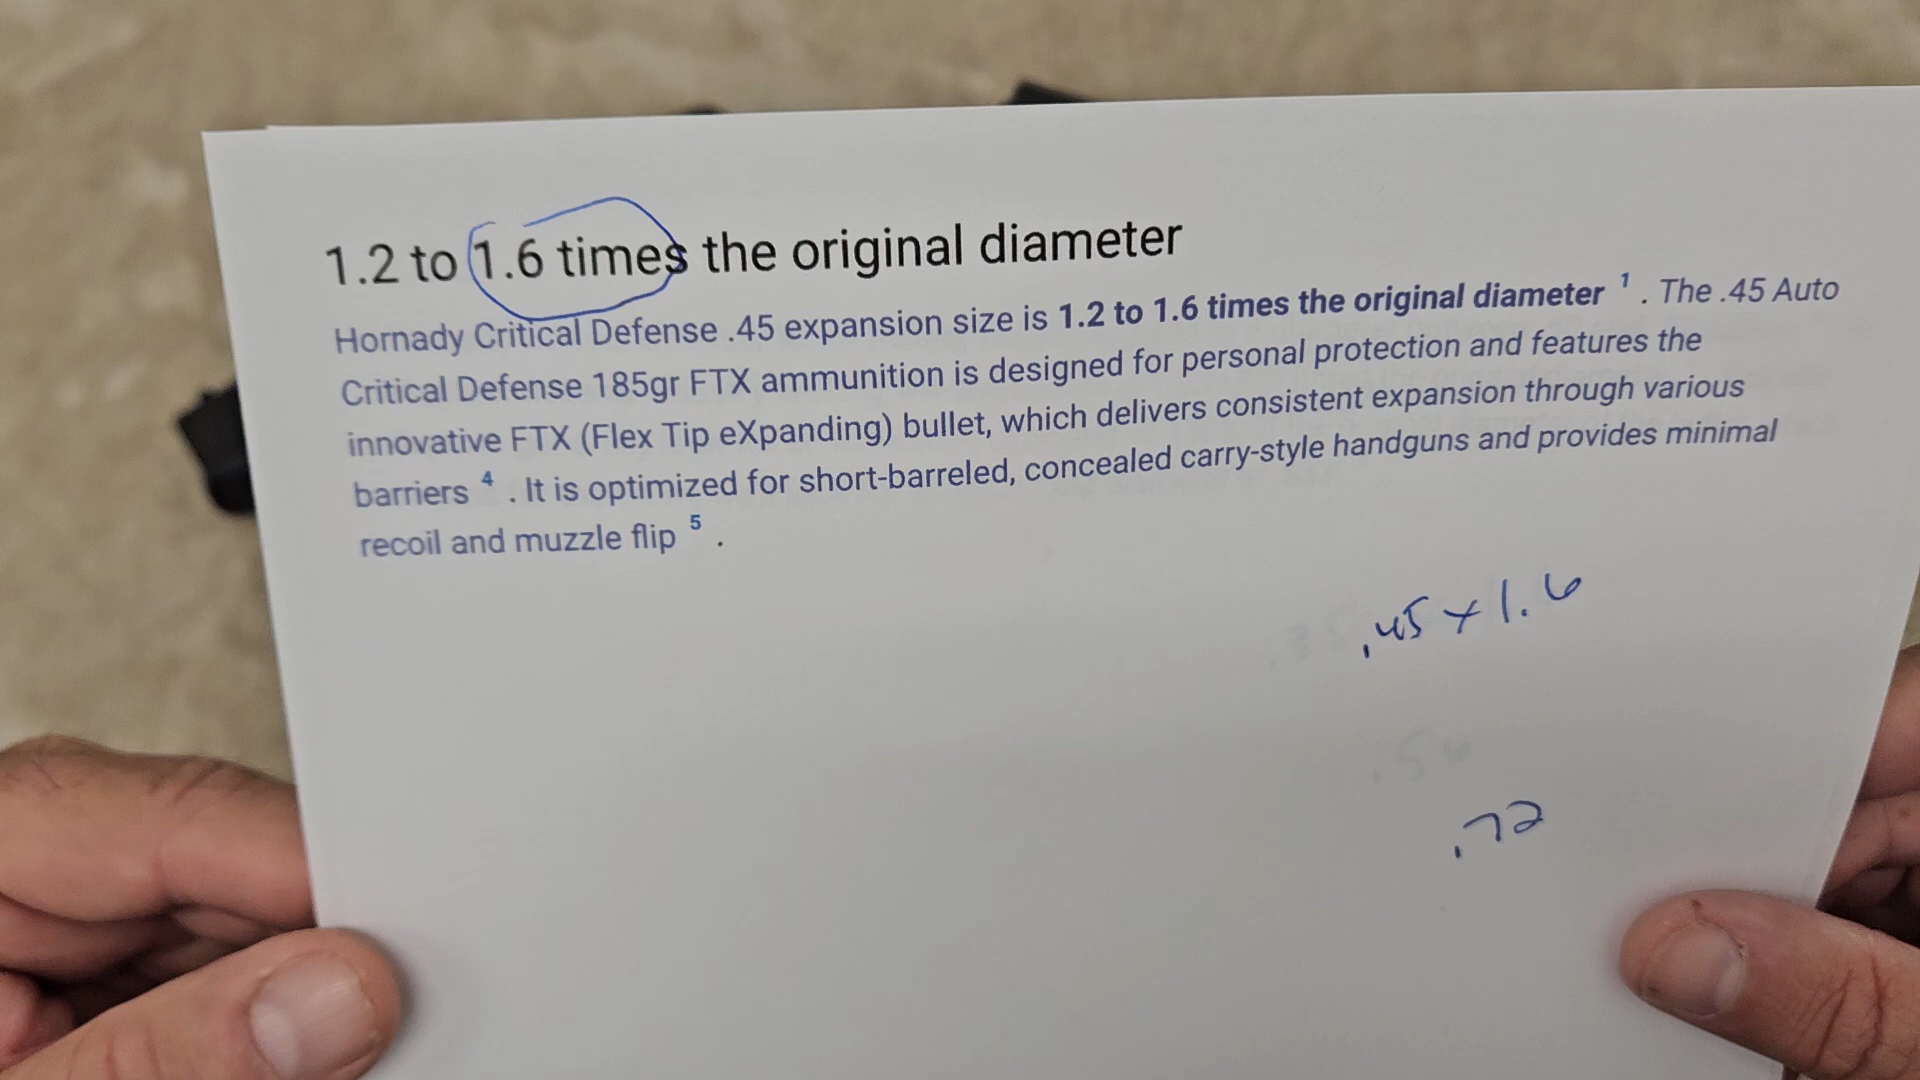 1.2 to 1.6 times the original diameter
Hornady Critical Defense .45 expansion size is 1.2 to 1.6 times the original diameter 1 . The .45 Auto
Critical Defense 185gr FTX ammunition is designed for personal protection and features the
innovative FTX (Flex Tip eXpanding) bullet, which delivers consistent expansion through various
barriers 4 . It is optimized for short-barreled, concealed carry-style handguns and provides minimal
recoil and muzzle flip 5 .
.45 x 1.6
.72